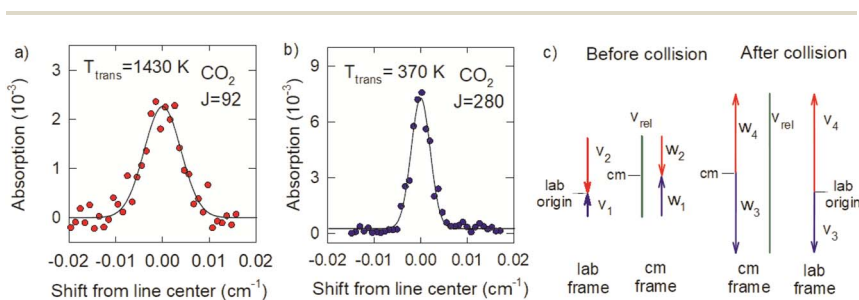 a)
T_trans=1430 K
CO₂
J=92
Absorption (10⁻³)
3
2
1
0
-0.02 -0.01 0.00 0.01 0.02
Shift from line center (cm⁻¹)
b)
T_trans=370 K
CO₂
J=280
Absorption (10⁻³)
9
6
3
0
-0.02 -0.01 0.00 0.01 0.02
Shift from line center (cm⁻¹)
c)
Before collision
After collision
v₂
v_rel
w₂
cm
lab
origin
v₁
w₁
lab
frame
cm
frame
w₄
v_rel
v₄
cm
lab
origin
w₃
v₃
cm
frame
lab
frame